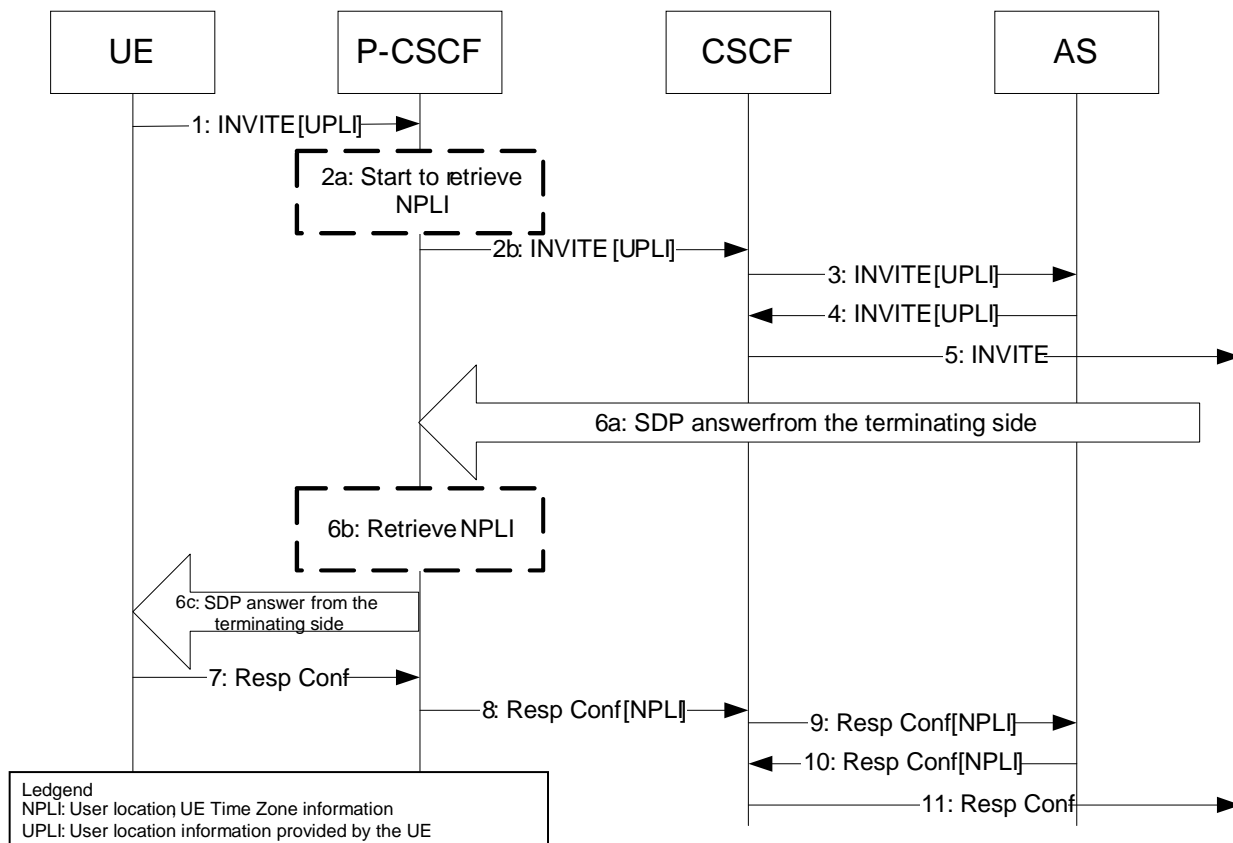 UE
P-CSCF
CSCF
AS
1: INVITE[UPLI]
2a: Start to retrieve
NPLI
2b: INVITE [UPLI]
3: INVITE[UPLI]
4: INVITE[UPLI]
5: INVITE
6a: SDP answerfrom the terminating side
6b: Retrieve NPLI
6c: SDP answer from the
terminating side
7: Resp Conf
8: Resp Conf[NPLI]
9: Resp Conf[NPLI]
10: Resp Conf[NPLI]
11: Resp Conf
Ledgend
NPLI: User location, UE Time Zone information
UPLI: User location information provided by the UE